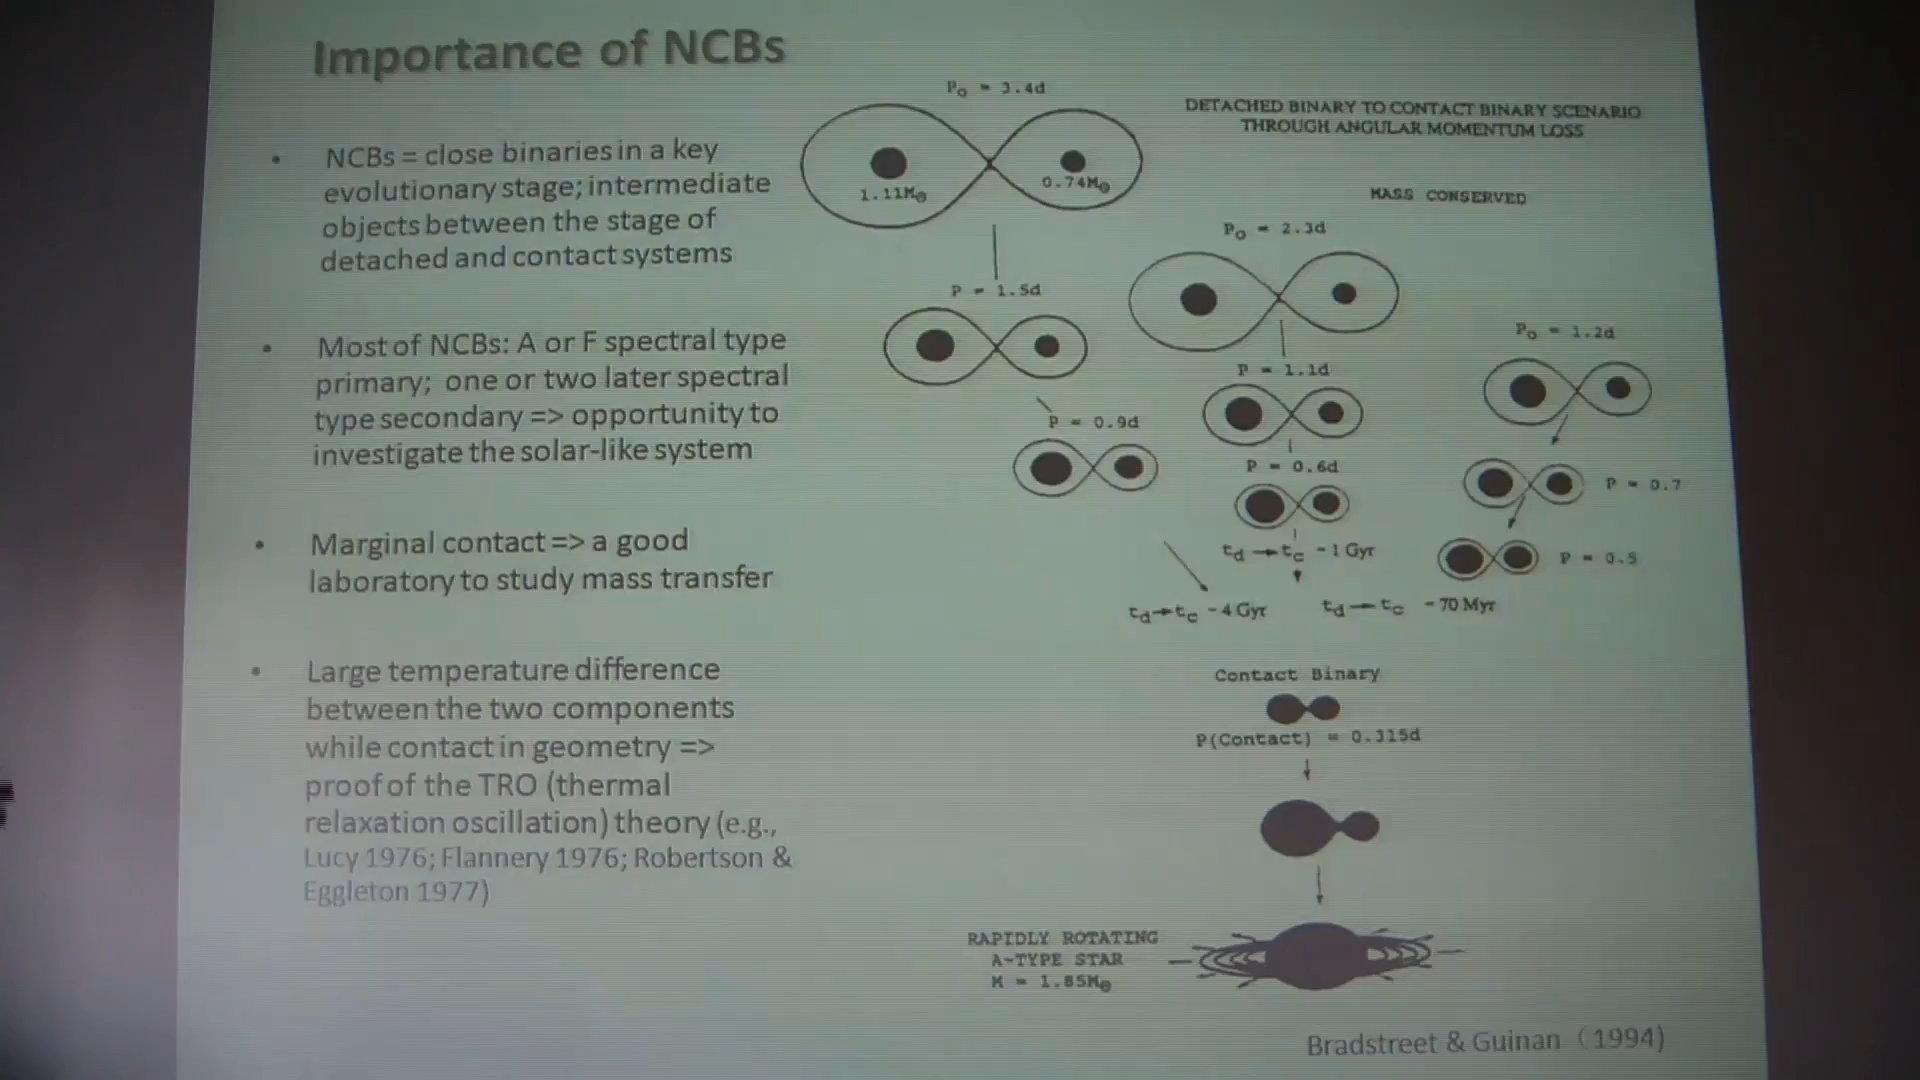 Importance of NCBs
• NCBs = close binaries in a key
evolutionary stage; intermediate
objects between the stage of
detached and contact systems
• Most of NCBs: A or F spectral type
primary; one or two later spectral
type secondary => opportunity to
investigate the solar-like system
• Marginal contact => a good
laboratory to study mass transfer
• Large temperature difference
between the two components
while contact in geometry =>
proof of the TRO (thermal
relaxation oscillation) theory (e.g.,
Lucy 1976; Flannery 1976; Robertson &
Eggleton 1977)
DETACHED BINARY TO CONTACT BINARY SCENARIO
THROUGH ANGULAR MOMENTUM LOSS
MASS CONSERVED
P₀ = 3.4d
1.11M⊙
0.74M⊙
P = 1.5d
P = 0.9d
t_d → t_c ~ 4 Gyr
P₀ = 2.3d
P = 1.1d
P = 0.6d
t_d → t_c ~ 1 Gyr
P₀ = 1.2d
P = 0.7
P = 0.5
t_d → t_c ~ 70 Myr
Contact Binary
P(Contact) = 0.315d
RAPIDLY ROTATING
A-TYPE STAR
M = 1.85M⊙
Bradstreet & Guinan (1994)